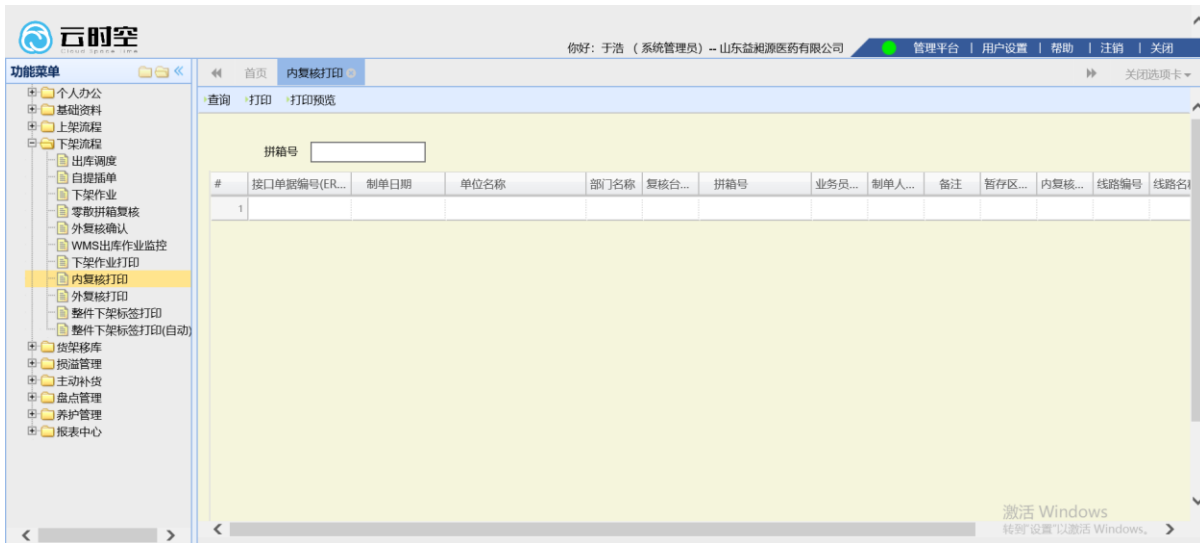 云时空
Cloud Space Time
你好：于浩 （ 系统管理员）-- 山东益昶源医药有限公司
管理平台 | 用户设置 | 帮助 | 注销 | 关闭
功能菜单
首页
内复核打印
关闭选项卡
个人办公
基础资料
上架流程
下架流程
出库调度
自提插单
下架作业
零散拼箱复核
外复核确认
WMS出库作业监控
下架作业打印
内复核打印
外复核打印
整件下架标签打印
整件下架标签打印(自动)
货架移库
损溢管理
主动补货
盘点管理
养护管理
报表中心
查询 打印 打印预览
拼箱号
# 接口单据编号(ER... 制单日期 单位名称 部门名称 复核台... 拼箱号 业务员... 制单人... 备注 暂存区... 内复核... 线路编号 线路名称
1
激活 Windows
转到"设置"以激活 Windows。